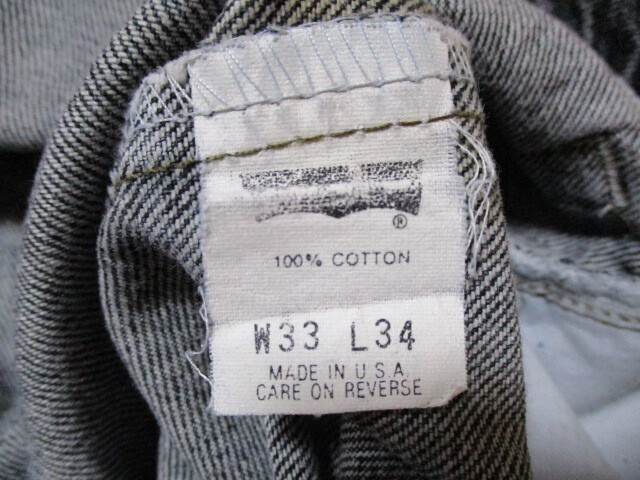 ®
100% COTTON
W33 L34
MADE IN U.S.A.
CARE ON REVERSE